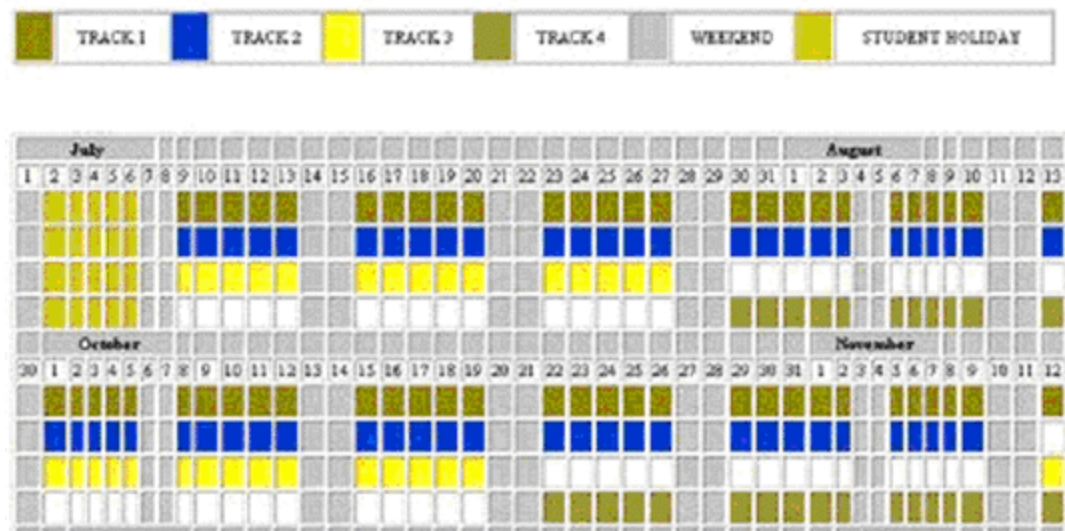 TRACK 1 TRACK 2 TRACK 3 TRACK 4 WEEKEND STUDENT HOLIDAY
July August
1 2 3 4 5 6 7 8 9 10 11 12 13 14 15 16 17 18 19 20 21 22 23 24 25 26 27 28 29 30 31 1 2 3 4 5 6 7 8 9 10 11 12 13
October November
30 1 2 3 4 5 6 7 8 9 10 11 12 13 14 15 16 17 18 19 20 21 22 23 24 25 26 27 28 29 30 31 1 2 3 4 5 6 7 8 9 10 11 12